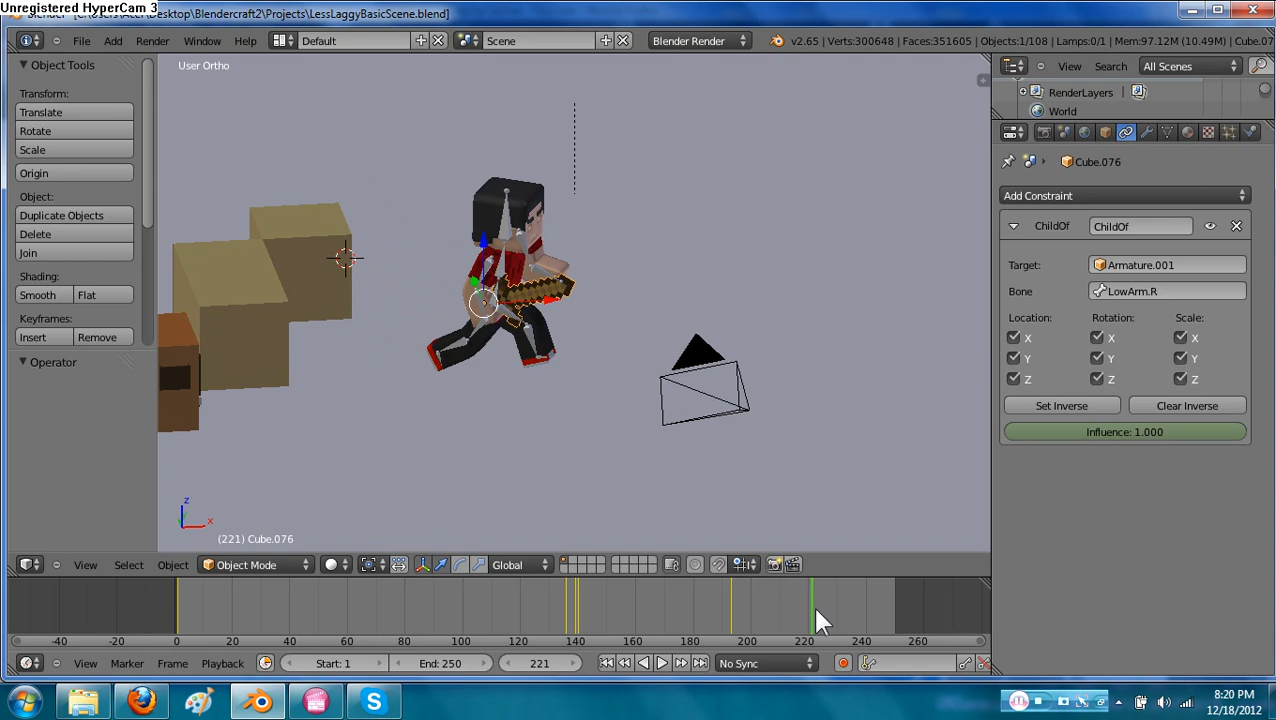 Unregistered HyperCam 3
Desktop\Blendercraft2\Projects\LessLaggyBasicScene.blend]
File Add Render Window Help Default Scene Blender Render v2.65 | Verts:300648 | Faces:351605 | Objects:1/108 | Lamps:0/1 | Mem:97.12M (10.49M) | Cube.07
Object Tools
User Ortho
View Search All Scenes
Transform:
RenderLayers
Translate
World
Rotate
Scale
Cube.076
Origin
Add Constraint
Object:
Duplicate Objects
ChildOf ChildOf
Delete
Join
Target: Armature.001
Shading:
Bone LowArm.R
Smooth Flat
Location: Rotation: Scale:
Keyframes:
X X X
Insert Remove
Y Y Y
Operator
Z Z Z
Set Inverse Clear Inverse
Influence: 1.000
z
x
(221) Cube.076
View Select Object Object Mode Global
-40 -20 0 20 40 60 80 100 120 140 160 180 200 220 240 260
View Marker Frame Playback Start: 1 End: 250 221 No Sync
8:20 PM
12/18/2012